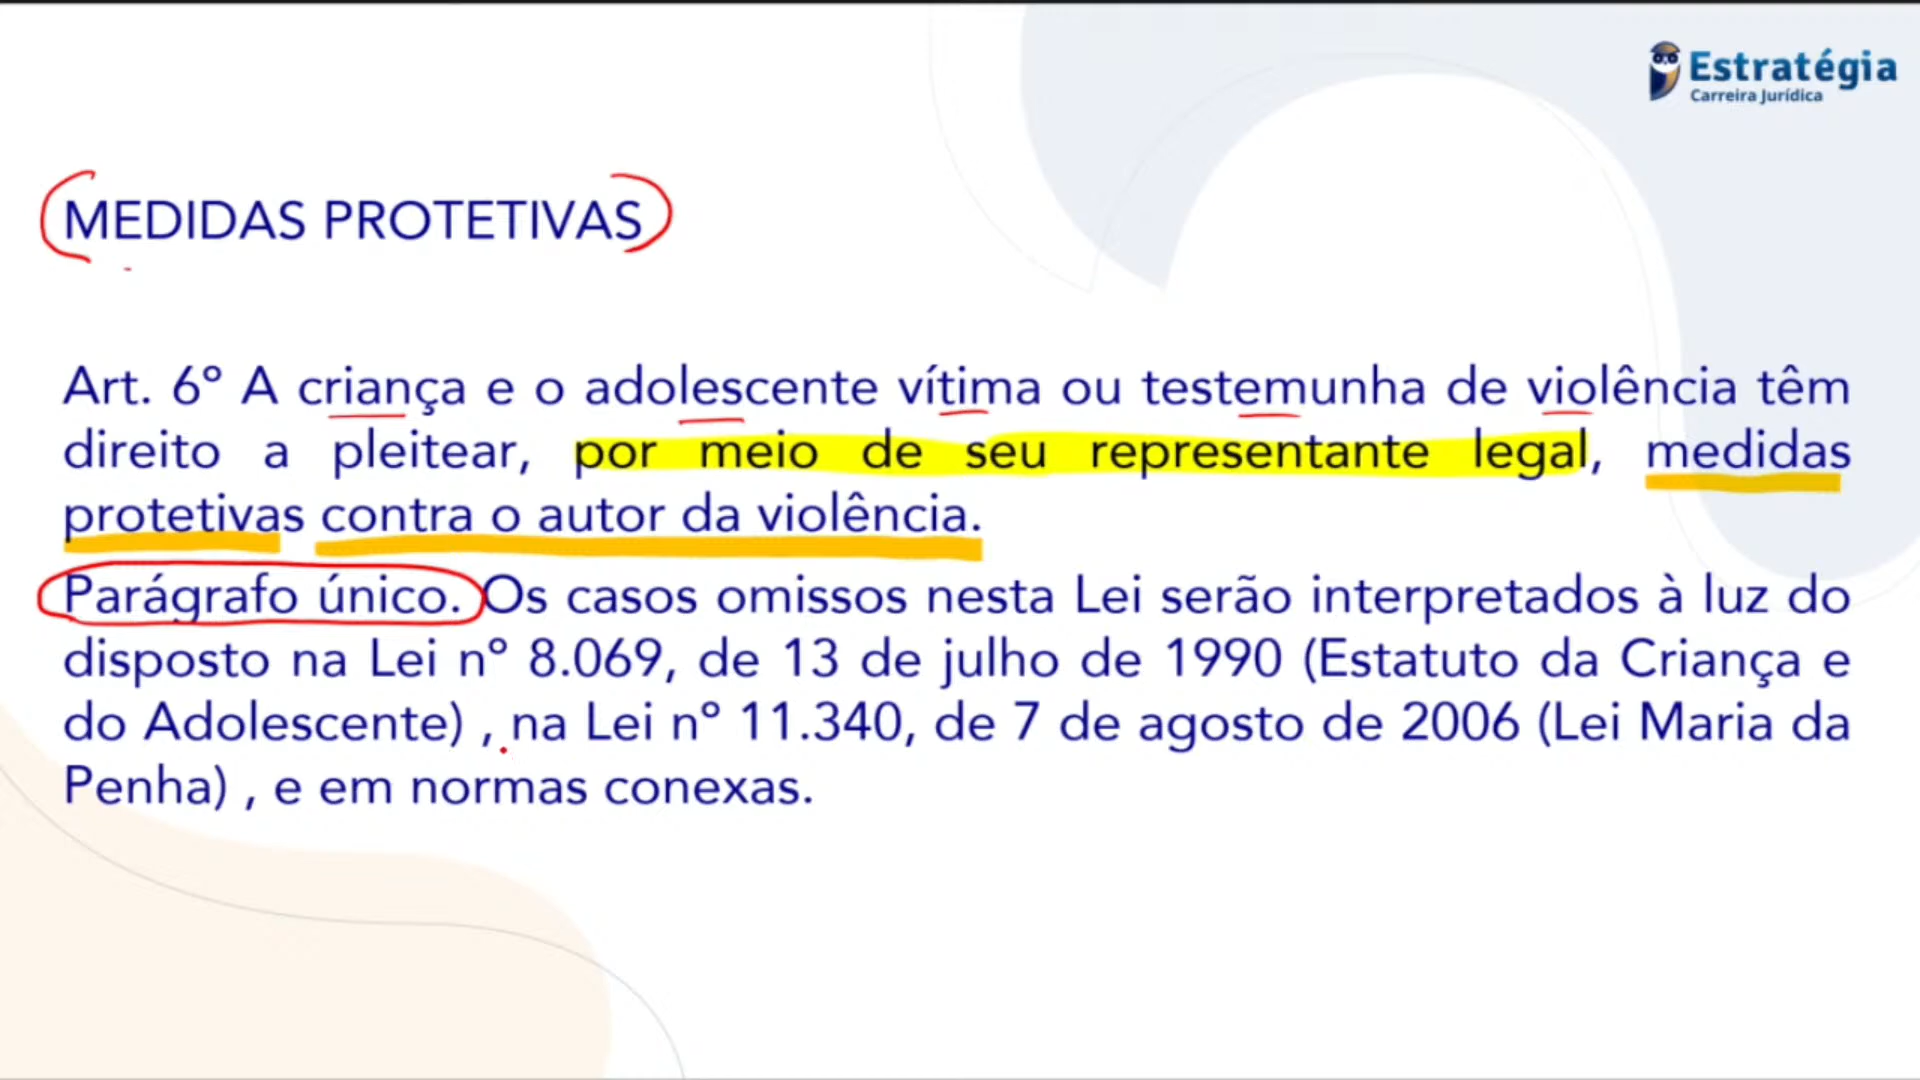 Estratégia
Carreira Jurídica
MEDIDAS PROTETIVAS
Art. 6º A criança e o adolescente vítima ou testemunha de violência têm
direito a pleitear, por meio de seu representante legal, medidas
protetivas contra o autor da violência.
Parágrafo único. Os casos omissos nesta Lei serão interpretados à luz do
disposto na Lei nº 8.069, de 13 de julho de 1990 (Estatuto da Criança e
do Adolescente) , na Lei nº 11.340, de 7 de agosto de 2006 (Lei Maria da
Penha) , e em normas conexas.